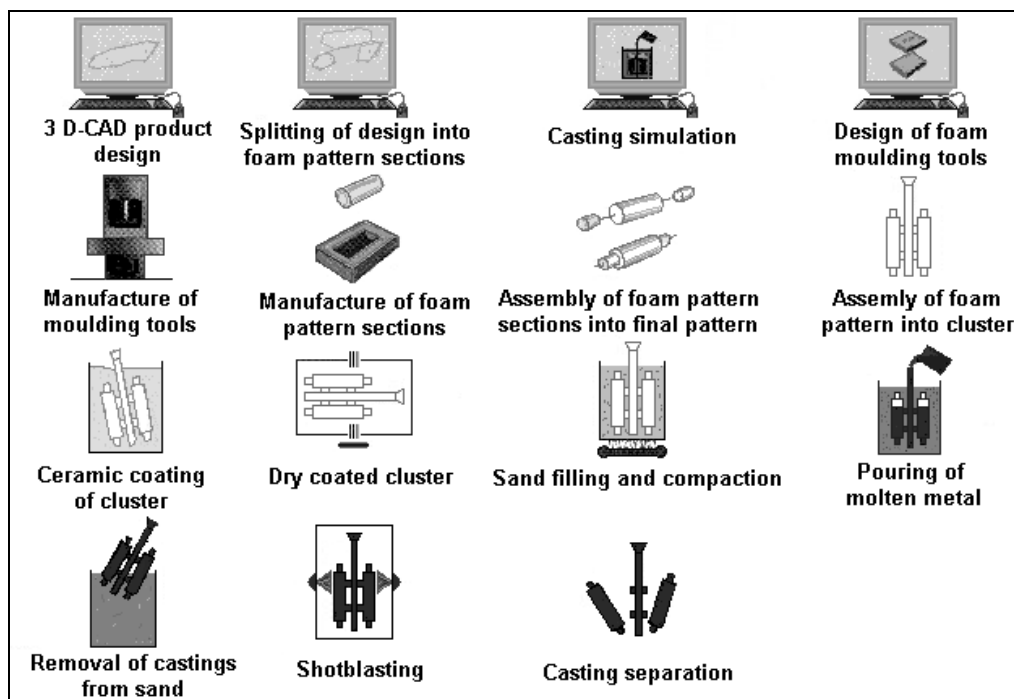 3 D-CAD product
design
Splitting of design into
foam pattern sections
Casting simulation
Design of foam
moulding tools
Manufacture of
moulding tools
Manufacture of foam
pattern sections
Assembly of foam pattern
sections into final pattern
Assemly of foam
pattern into cluster
Ceramic coating
of cluster
Dry coated cluster
Sand filling and compaction
Pouring of
molten metal
Removal of castings
from sand
Shotblasting
Casting separation